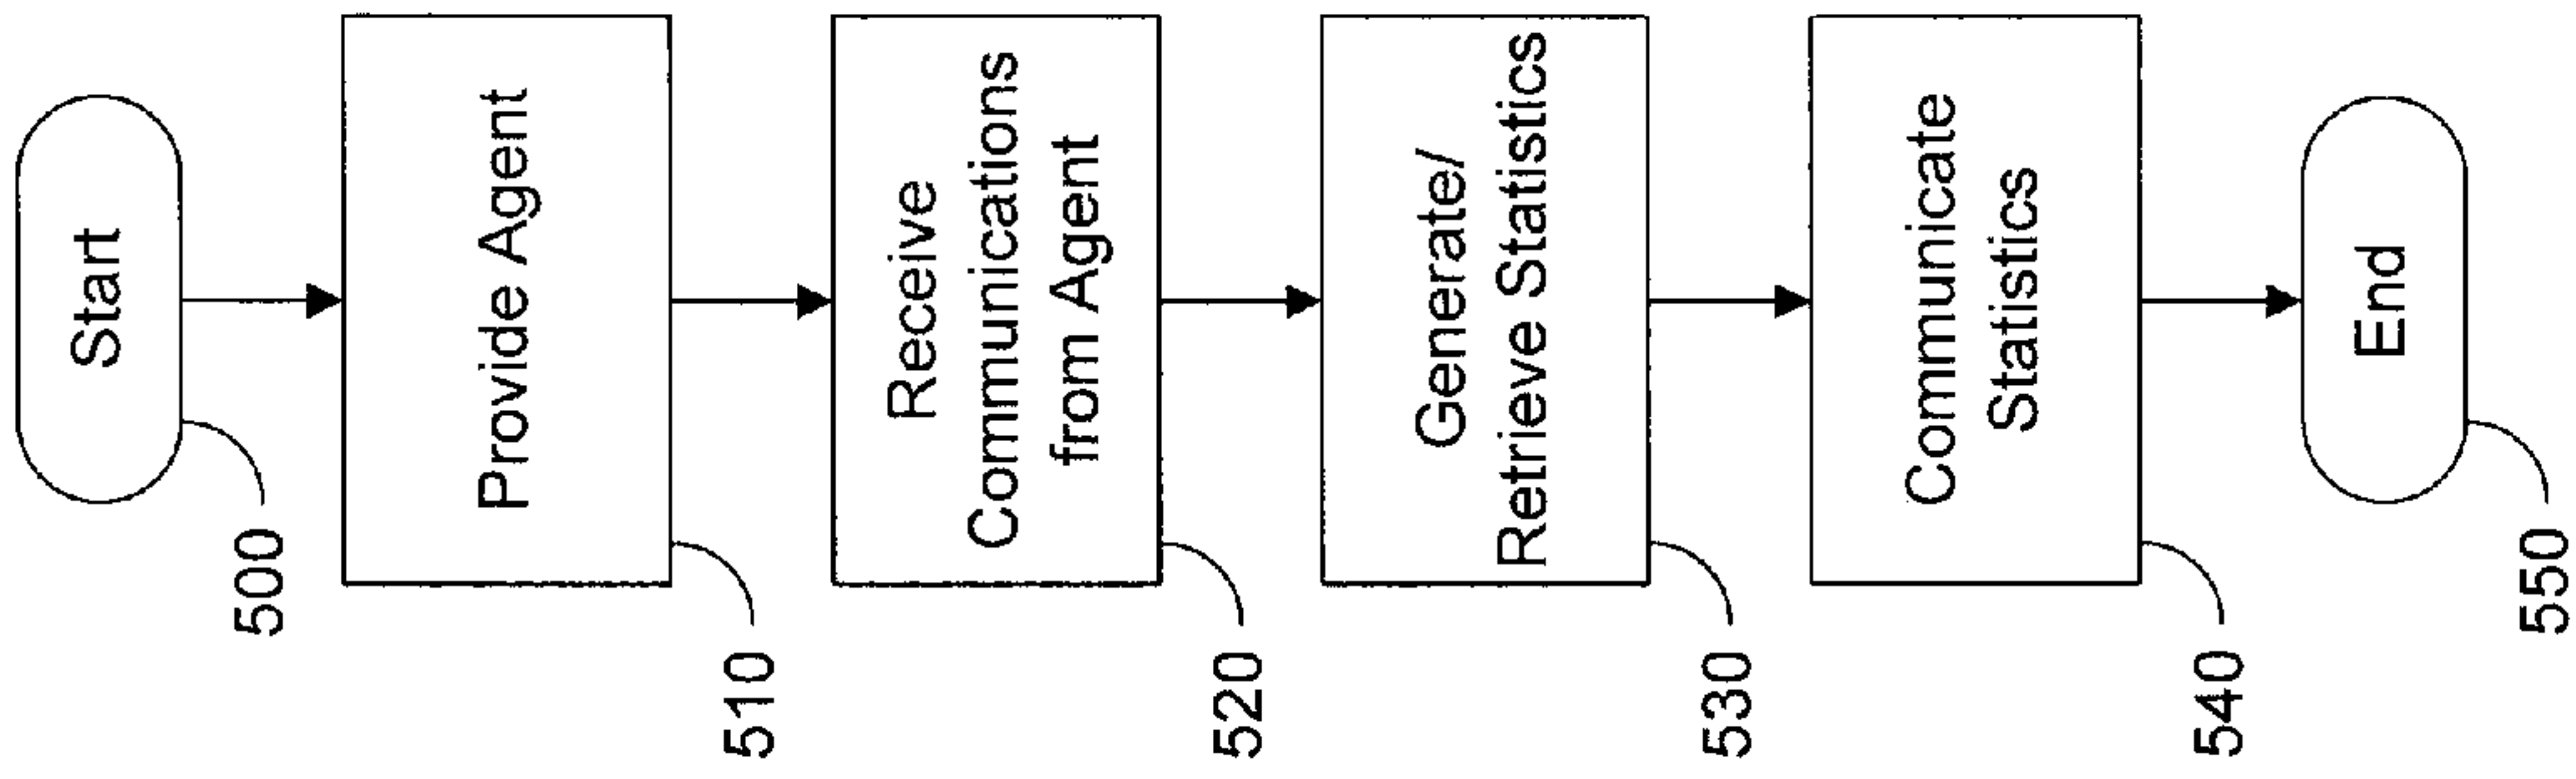 Start
500
Provide Agent
510
Receive
Communications
from Agent
520
Generate/
Retrieve Statistics
530
Communicate
Statistics
540
End
550